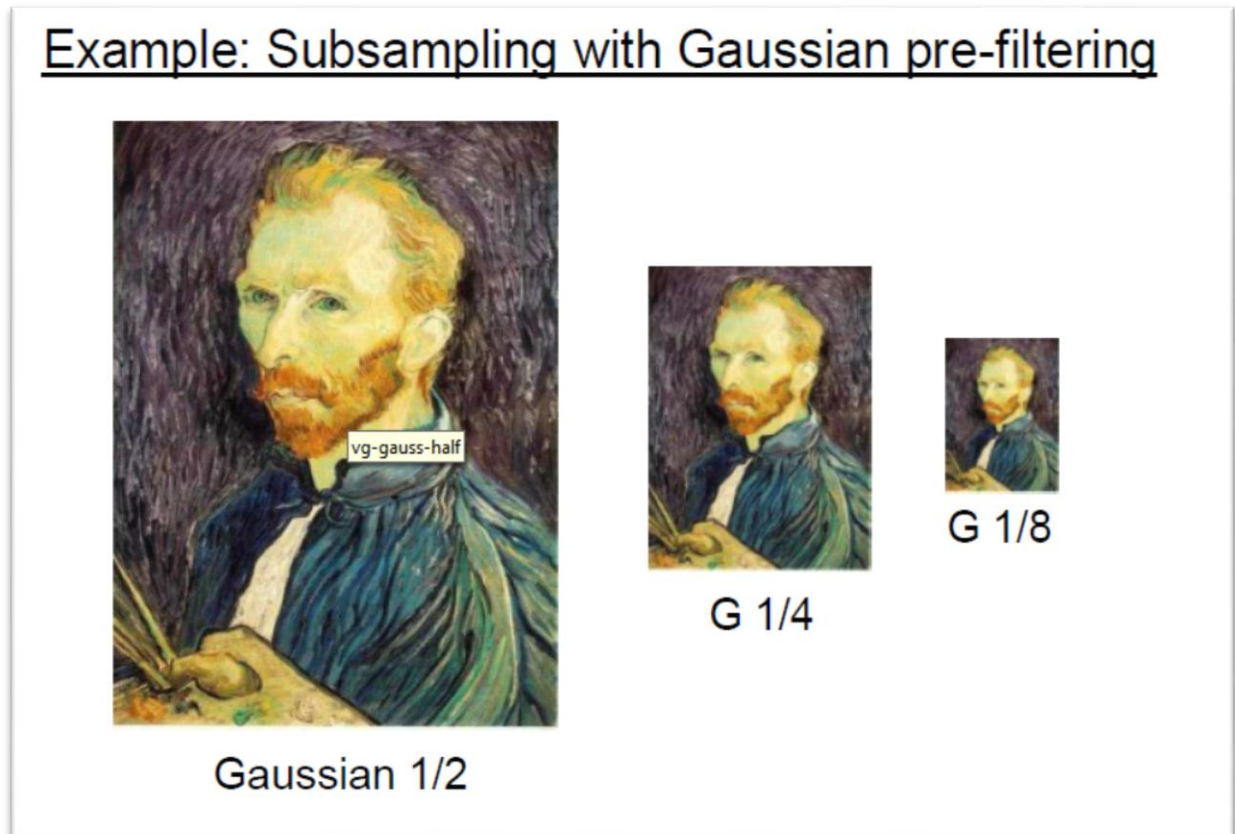 Example: Subsampling with Gaussian pre-filtering
vg-gauss-half
G 1/8
G 1/4
Gaussian 1/2